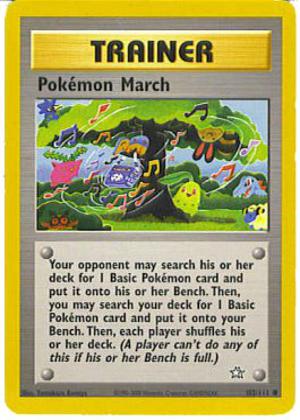 TRAINER
Pokémon March
Your opponent may search his or her
deck for 1 Basic Pokémon card and
put it onto his or her Bench. Then,
you may search your deck for 1 Basic
Pokémon card and put it onto your
Bench. Then, each player shuffles his
or her deck. (A player can't do any of
this if his or her Bench is full.)
102/111